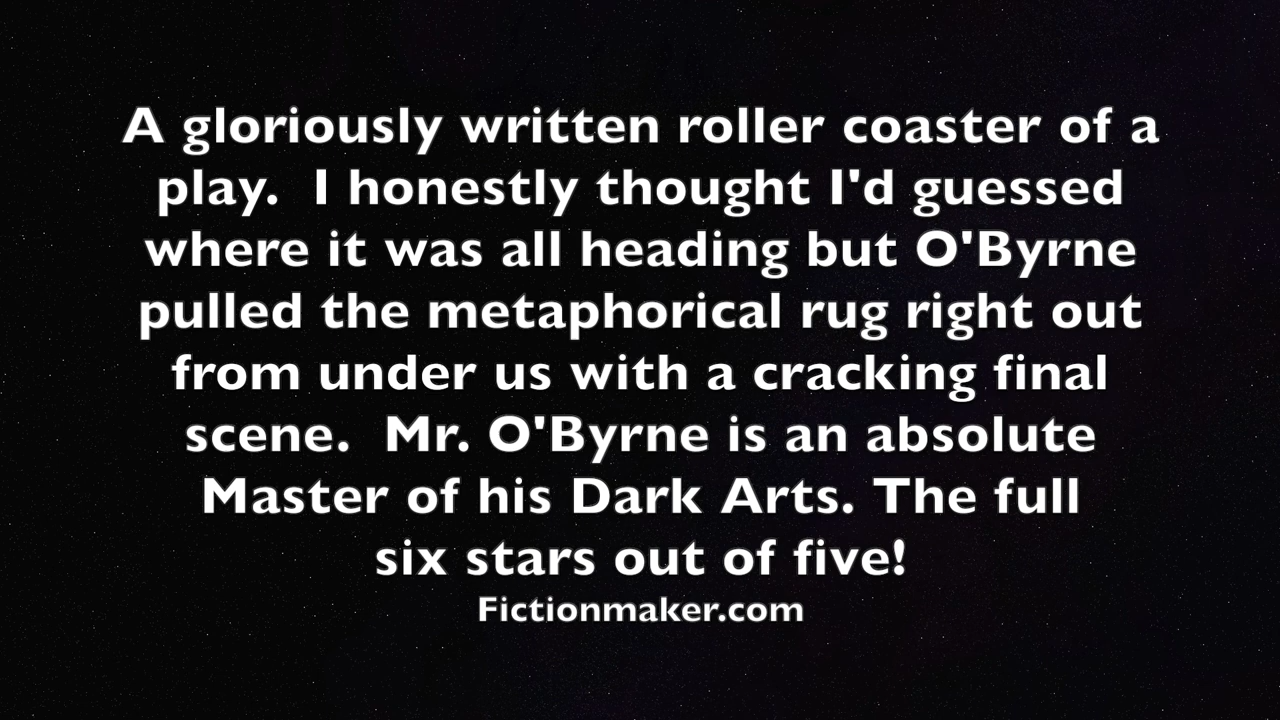 A gloriously written roller coaster of a
play.  I honestly thought I'd guessed
where it was all heading but O'Byrne
pulled the metaphorical rug right out
from under us with a cracking final
scene.  Mr. O'Byrne is an absolute
Master of his Dark Arts. The full
six stars out of five!
Fictionmaker.com